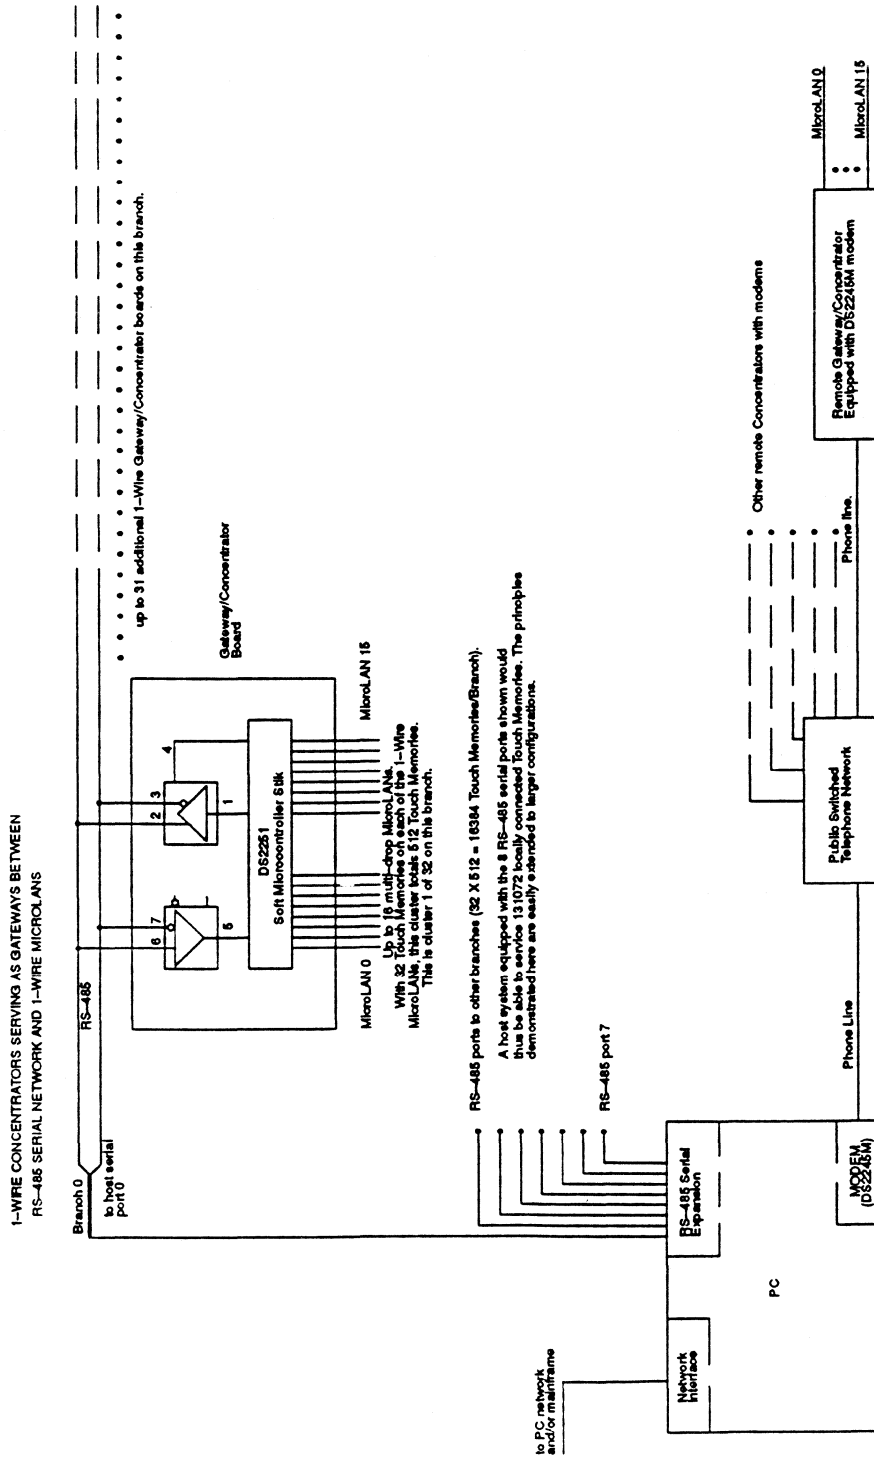 1–WIRE CONCENTRATORS SERVING AS GATEWAYS BETWEEN
RS–485 SERIAL NETWORK AND 1–WIRE MICROLANS
Branch 0
to host serial
port 0
RS–485
up to 31 additional 1–Wire Gateway/Concentrator boards on this branch.
Gateway/Concentrator
Board
6
7
5
2
3
4
1
DS2251
Soft Microcontroller Stik
MicroLAN 0
MicroLAN 15
Up to 16 multi–drop MicroLANs.
With 32 Touch Memories on each of the 1–Wire
MicroLANs, this cluster totals 512 Touch Memories.
This is cluster 1 of 32 on this branch.
RS–485 ports to other branches (32 X 512 = 16384 Touch Memories/Branch).
A host system equipped with the 8 RS–485 serial ports shown would
thus be able to service 131072 locally connected Touch Memories. The principles
demonstrated here are easily extended to larger configurations.
RS–485 port 7
to PC network
and/or mainframe
Network
Interface
RS–485 Serial
Expansion
PC
MODEM
(DS2245M)
Phone Line
Public Switched
Telephone Network
Other remote Concentrators with modems
Phone line.
Remote Gateway/Concentrator
Equipped with DS2245M modem
MicroLAN 0
MicroLAN 15